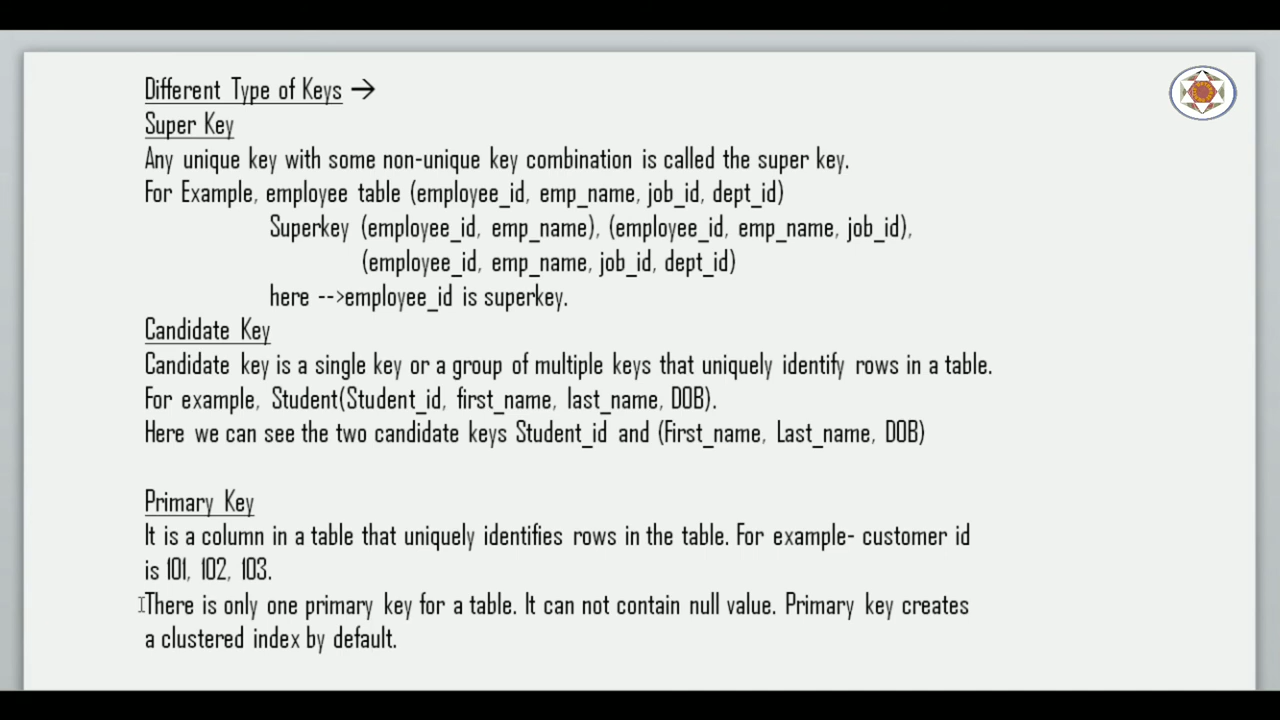 Different Type of Keys →
Super Key
Any unique key with some non-unique key combination is called the super key.
For Example, employee table (employee_id, emp_name, job_id, dept_id)
Superkey (employee_id, emp_name), (employee_id, emp_name, job_id),
(employee_id, emp_name, job_id, dept_id)
here -->employee_id is superkey.
Candidate Key
Candidate key is a single key or a group of multiple keys that uniquely identify rows in a table.
For example, Student(Student_id, first_name, last_name, DOB).
Here we can see the two candidate keys Student_id and (First_name, Last_name, DOB)
Primary Key
It is a column in a table that uniquely identifies rows in the table. For example- customer id
is 101, 102, 103.
There is only one primary key for a table. It can not contain null value. Primary key creates
a clustered index by default.